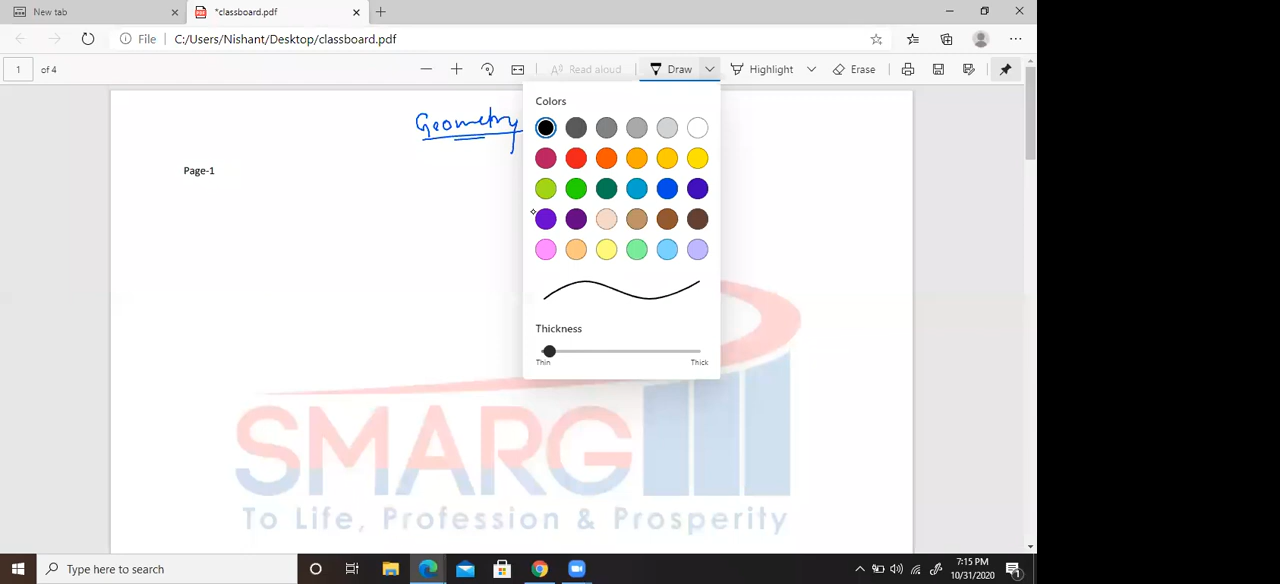 New tab
*classboard.pdf
File
C:/Users/Nishant/Desktop/classboard.pdf
1 of 4
Read aloud
Draw
Highlight
Erase
Geometry
Page-1
Colors
Thickness
Thin
Thick
SMARG
To Life, Profession & Prosperity
Type here to search
7:15 PM
10/31/2020
1